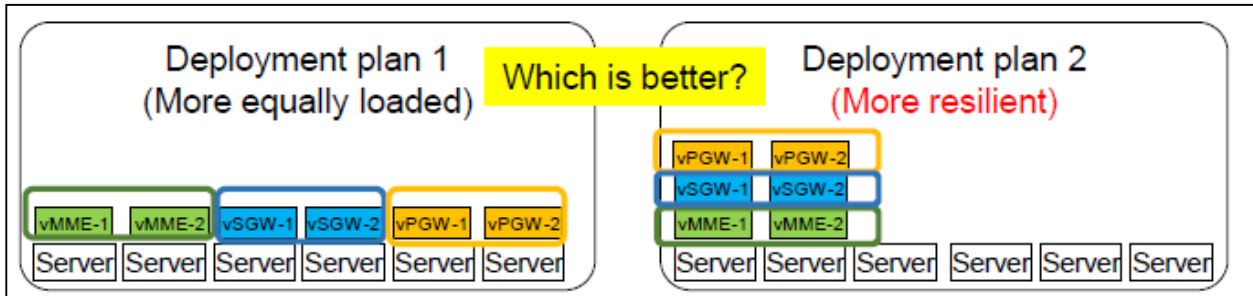 Deployment plan 1
(More equally loaded)
Which is better?
Deployment plan 2
(More resilient)
vMME-1 vMME-2 vSGW-1 vSGW-2 vPGW-1 vPGW-2
Server Server Server Server Server Server
vPGW-1 vPGW-2
vSGW-1 vSGW-2
vMME-1 vMME-2
Server Server Server Server Server Server